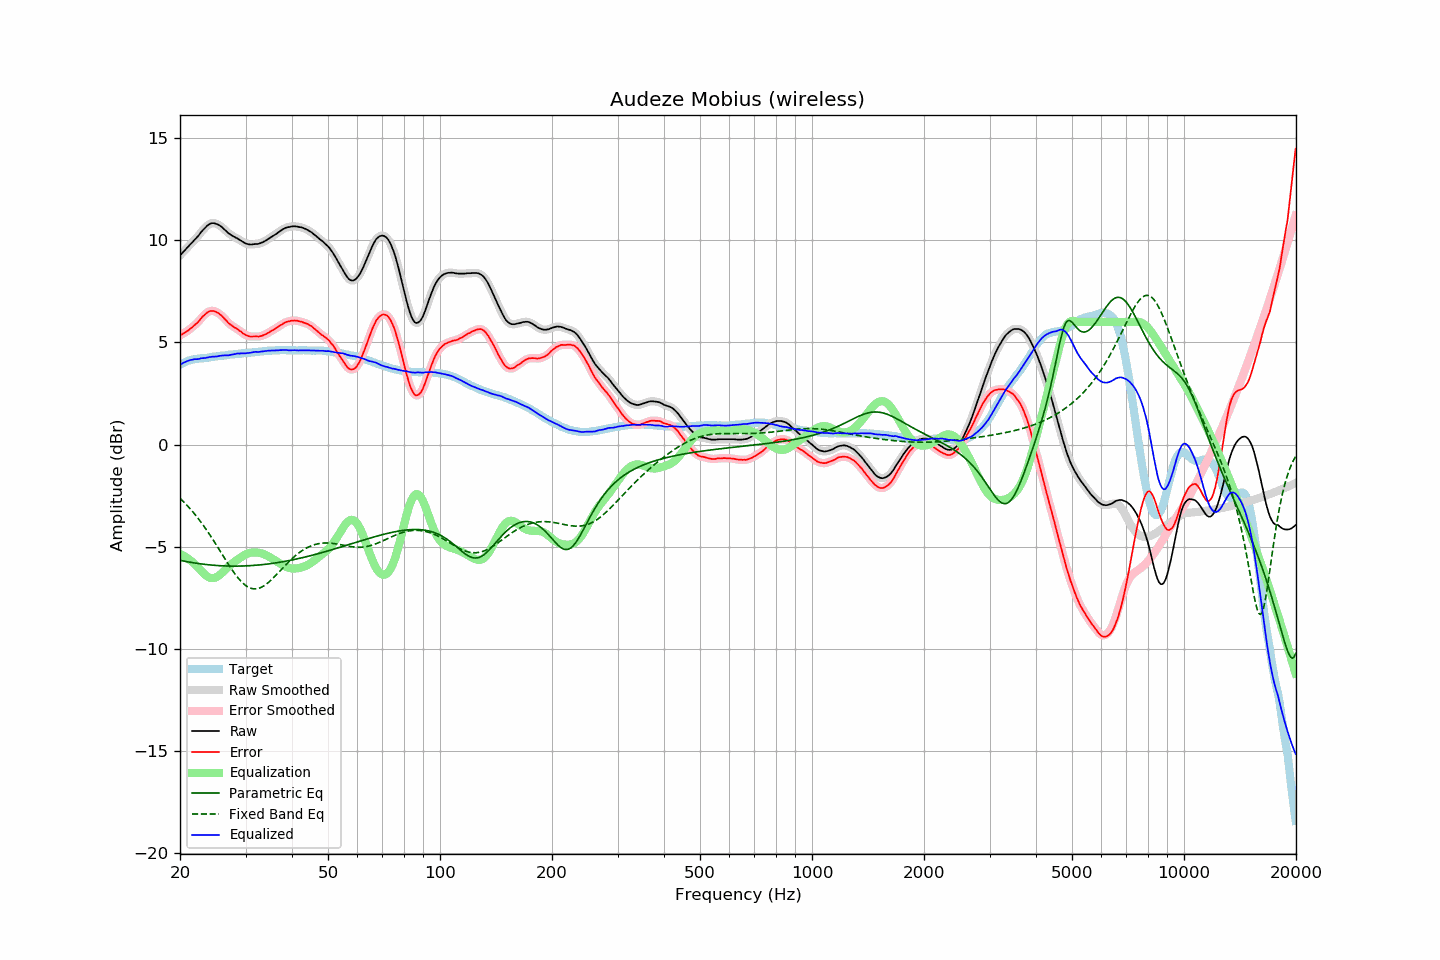 Audeze Mobius (wireless)
15
10
5
0
−5
−10
−15
−20
Amplitude (dBr)
Target
Raw Smoothed
Error Smoothed
Raw
Error
Equalization
Parametric Eq
Fixed Band Eq
Equalized
20 50 100 200 500 1000 2000 5000 10000 20000
Frequency (Hz)